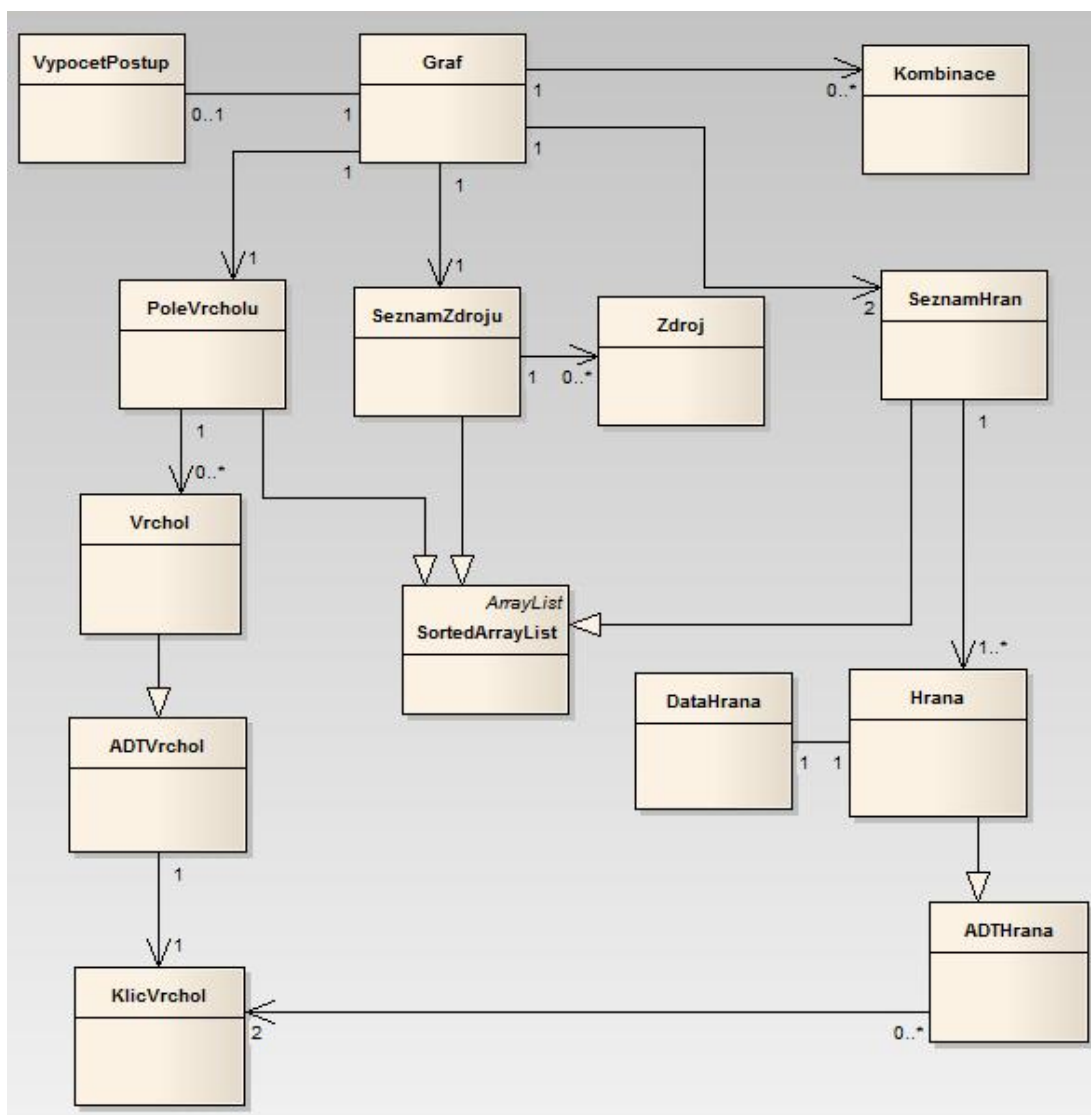 VypocetPostup
Graf
Kombinace
0..1
1
1
0..*
1
1
1
1
1
2
PoleVrcholu
SeznamZdroju
Zdroj
SeznamHran
1
0..*
1
0..*
1
Vrchol
ArrayList
SortedArrayList
1..*
DataHrana
Hrana
ADTVrchol
1
1
1
ADTHrana
1
KlicVrchol
2
0..*